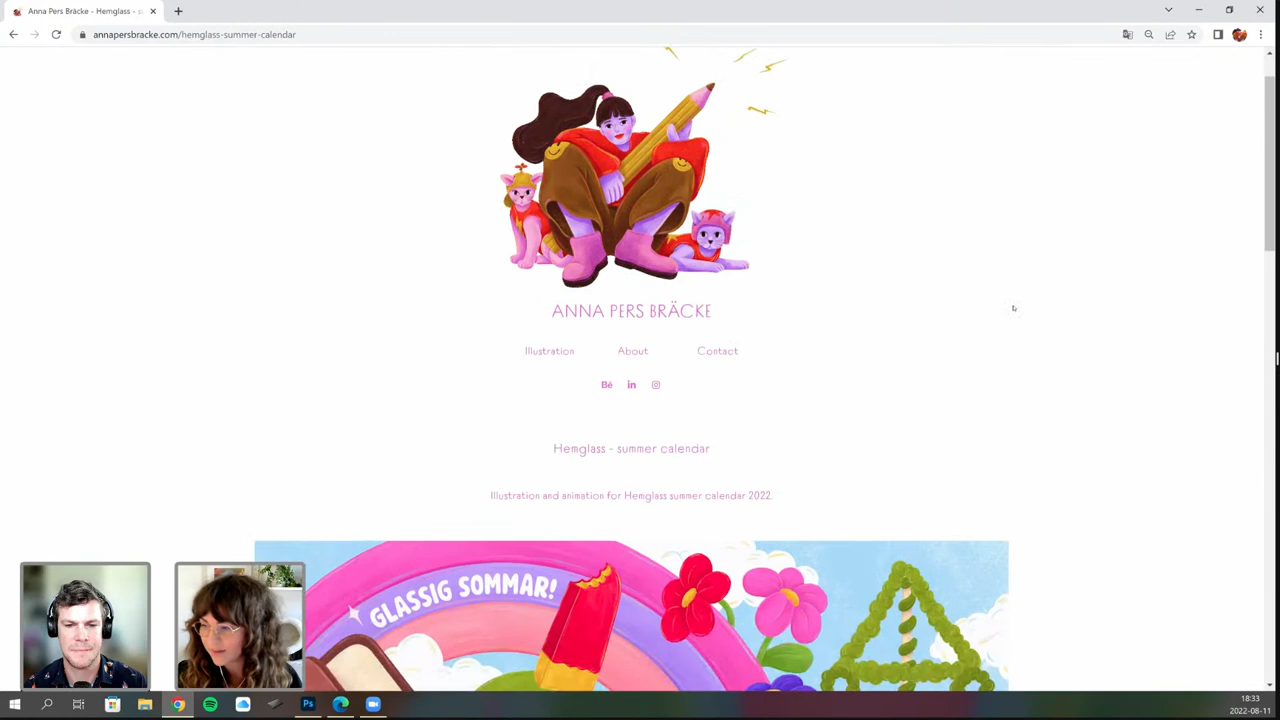 Anna Pers Bräcke - Hemglass - s
annapersbracke.com/hemglass-summer-calendar
ANNA PERS BRÄCKE
Illustration About Contact
Bē in
Hemglass - summer calendar
Illustration and animation for Hemglass summer calendar 2022.
GLASSIG SOMMAR!
Ps
18:33
2022-08-11